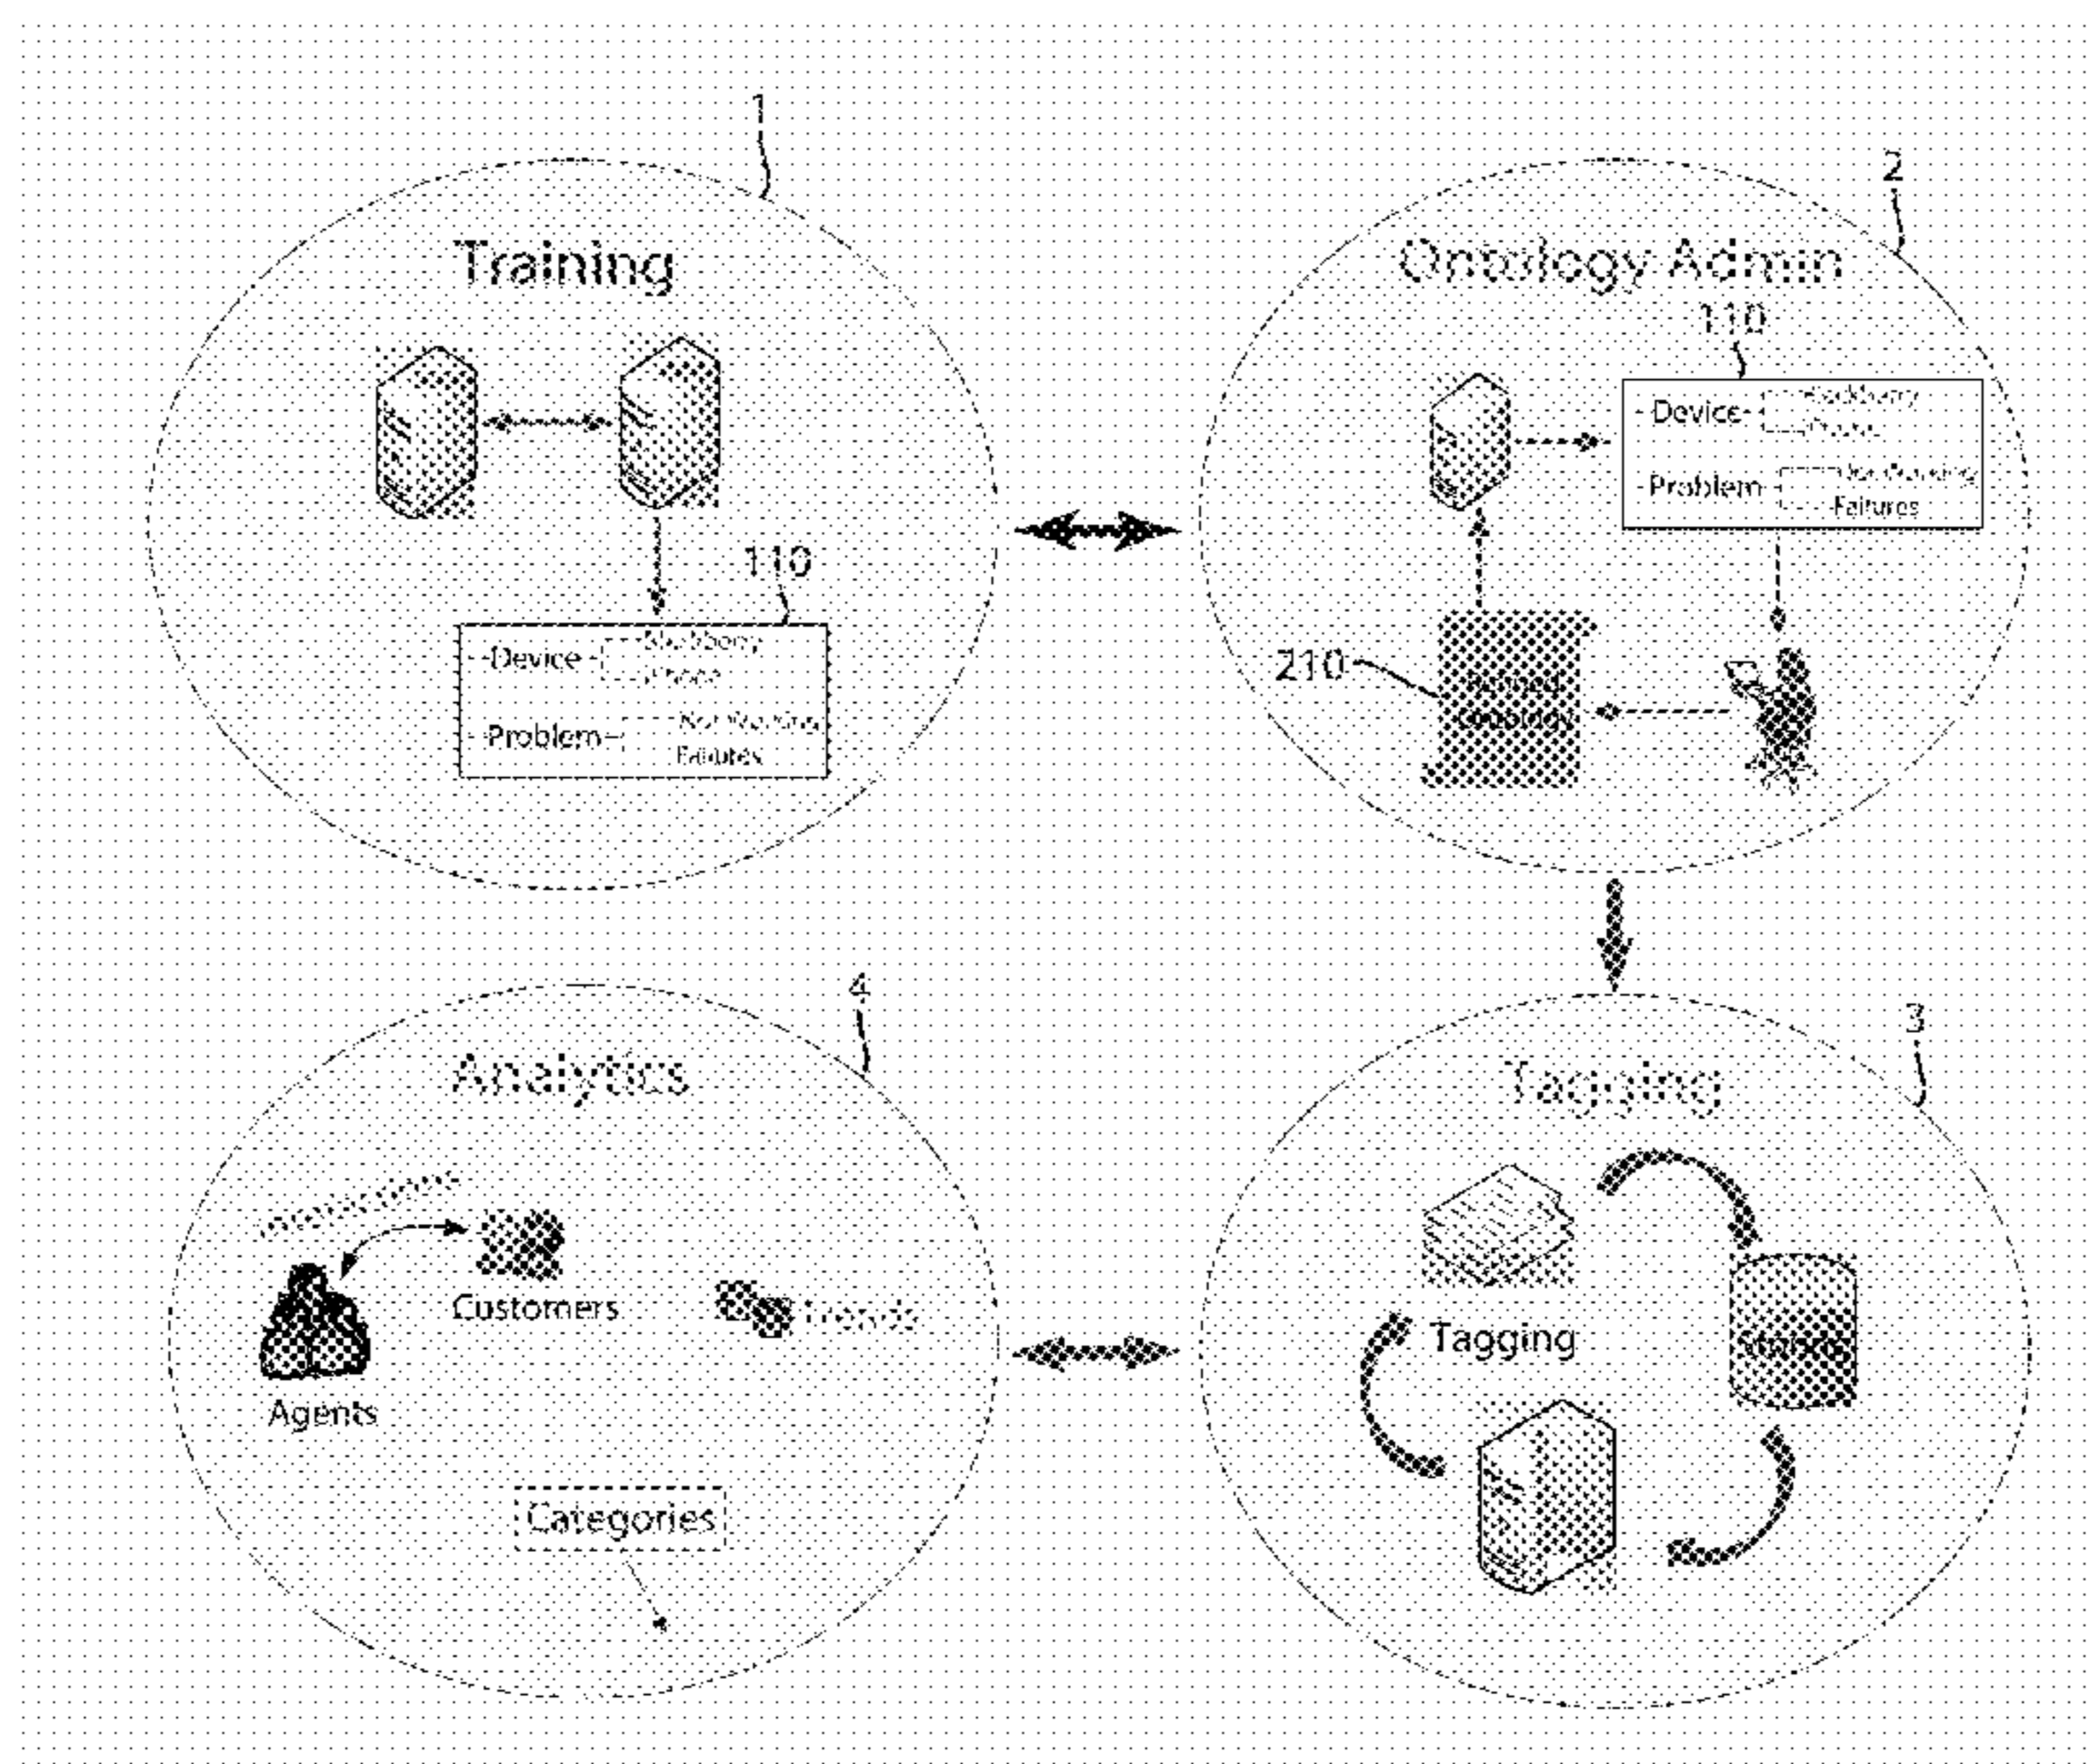 1
Training
110
Device
Problem
Failures
2
Ontology Admin
110
Device
Problem
Failures
210
4
Analytics
Customers
Trends
Agents
Categories
3
Tagging
Tagging